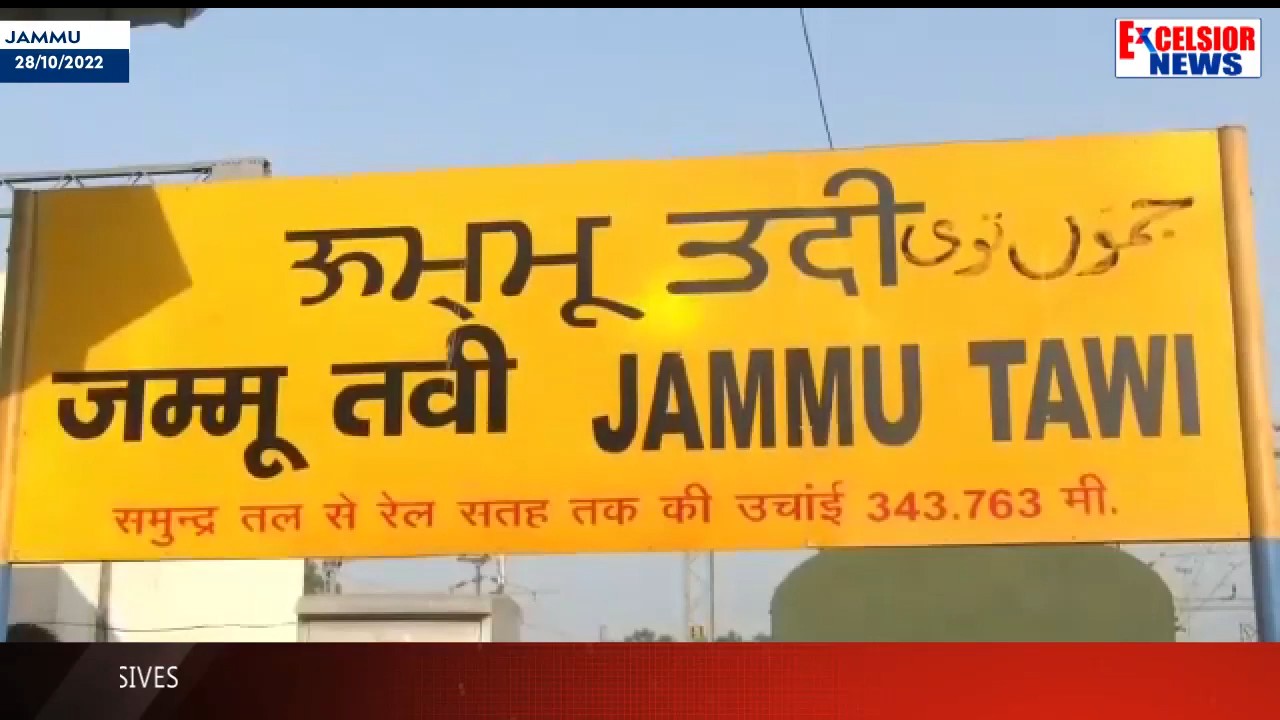 JAMMU
28/10/2022
EXCELSIOR
NEWS
جموں توی
जम्मू तवी JAMMU TAWI
समुन्द्र तल से रेल सतह तक की उचांई 343.763 मी.
SIVES